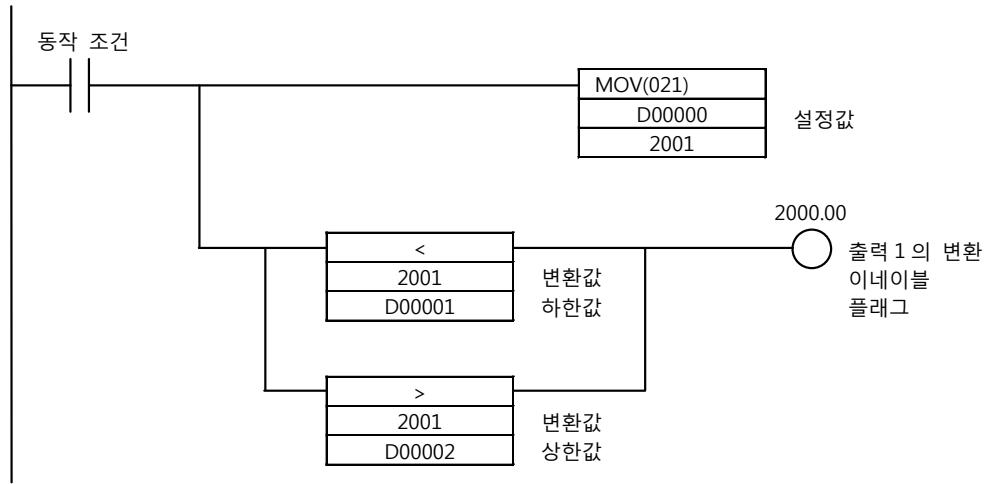 동작 조건
MOV(021)
D00000
설정값
2001
2000.00
<
출력 1 의 변환
2001
변환값
이네이블
D00001
하한값
플래그
>
2001
변환값
D00002
상한값